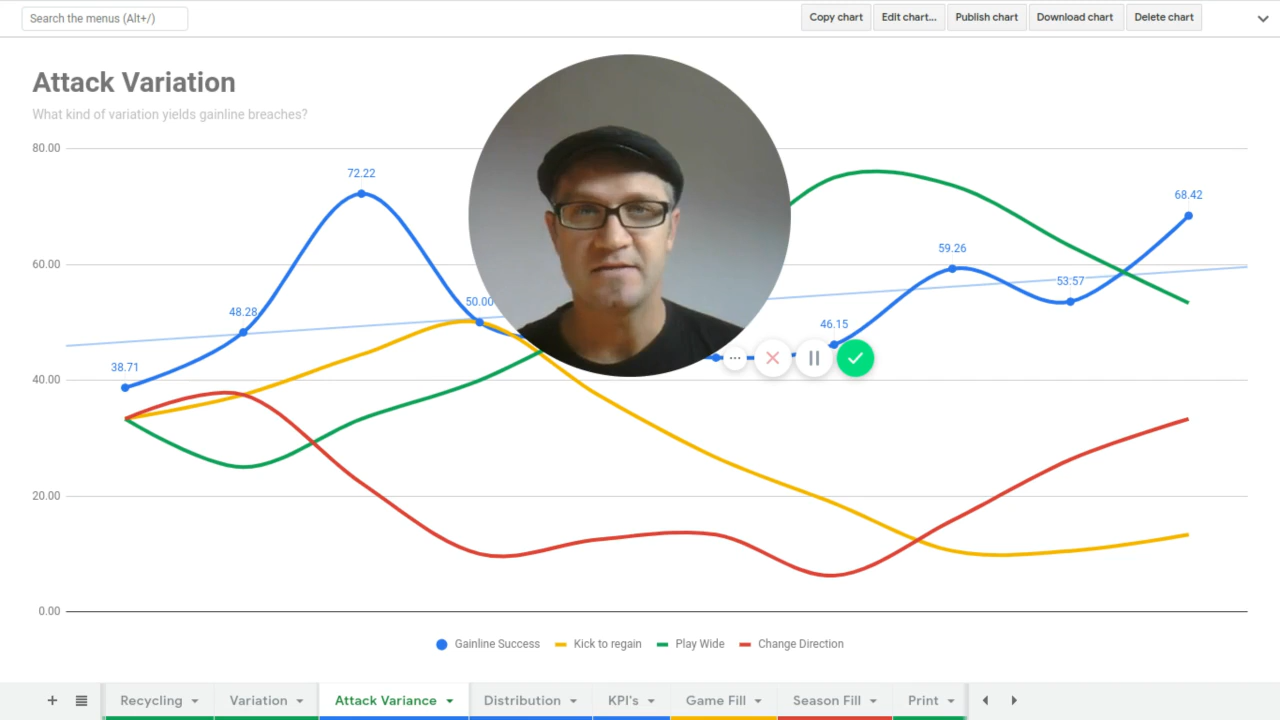 Search the menus (Alt+/)
Copy chart
Edit chart...
Publish chart
Download chart
Delete chart
Attack Variation
What kind of variation yields gainline breaches?
80.00
60.00
40.00
20.00
0.00
38.71
48.28
72.22
50.00
46.15
59.26
53.57
68.42
Gainline Success
Kick to regain
Play Wide
Change Direction
Recycling
Variation
Attack Variance
Distribution
KPI's
Game Fill
Season Fill
Print